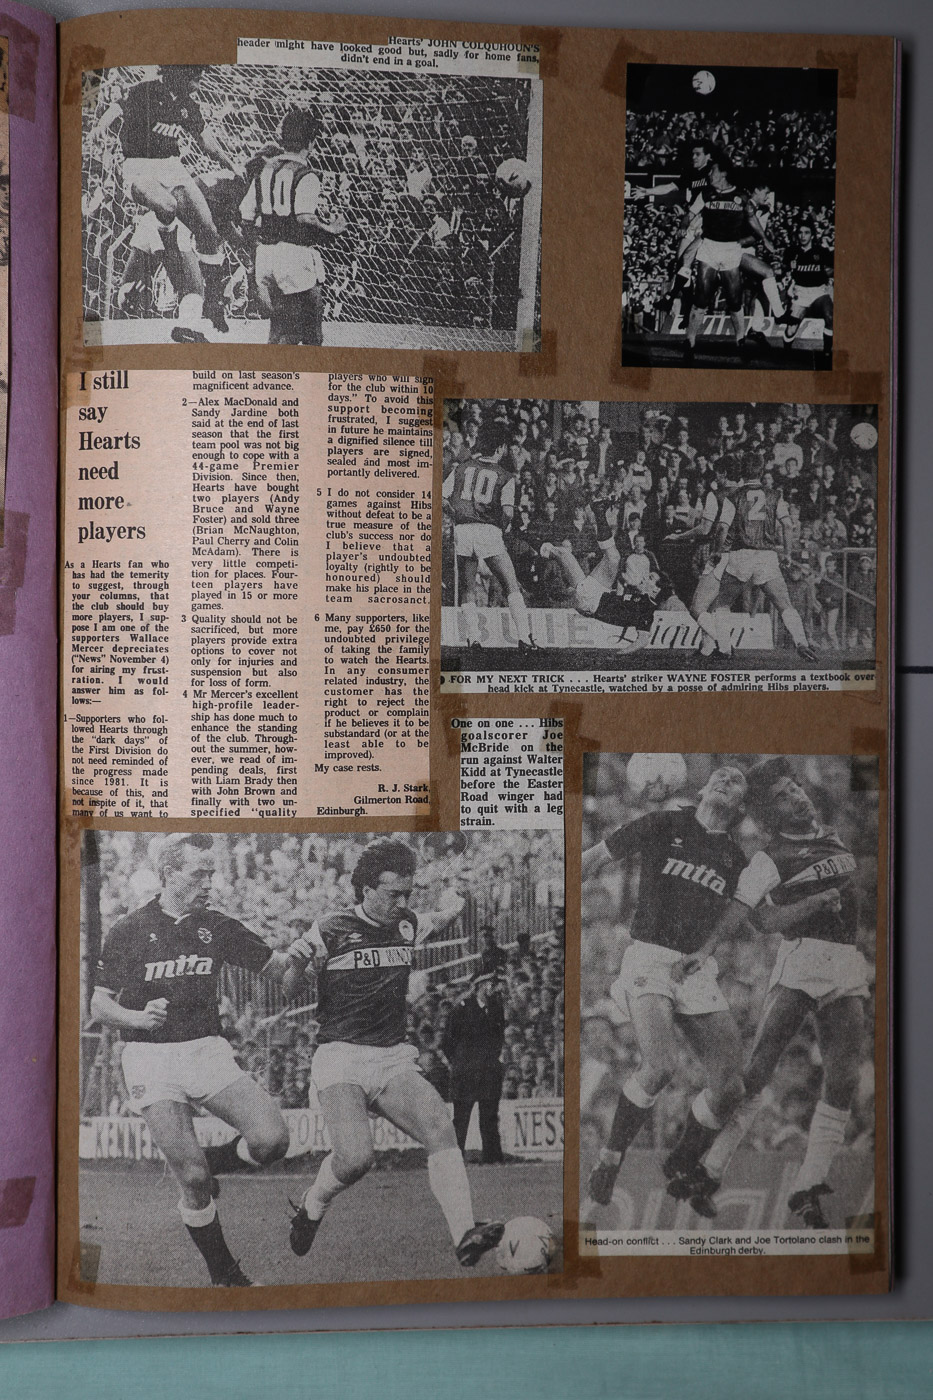 Hearts' JOHN COLQUHOUN'S
header might have looked good but, sadly for home fans,
didn't end in a goal.
mita
10
P&D WINDO
mita
I still
say
Hearts
need
more
players
As a Hearts fan who
has had the temerity
to suggest, through
your columns, that
the club should buy
more players, I sup-
pose I am one of the
supporters Wallace
Mercer depreciates
("News" November 4)
for airing my frust-
ration. I would
answer him as fol-
lows:—
1—Supporters who fol-
lowed Hearts through
the "dark days" of
the First Division do
not need reminded of
the progress made
since 1981. It is
because of this, and
not inspite of it, that
many of us want to
build on last season's
magnificent advance.
2—Alex MacDonald and
Sandy Jardine both
said at the end of last
season that the first
team pool was not big
enough to cope with a
44-game Premier
Division. Since then,
Hearts have bought
two players (Andy
Bruce and Wayne
Foster) and sold three
(Brian McNaughton,
Paul Cherry and Colin
McAdam). There is
very little competi-
tion for places. Four-
teen players have
played in 15 or more
games.
3 Quality should not be
sacrificed, but more
players provide extra
options to cover not
only for injuries and
suspension but also
for loss of form.
4 Mr Mercer's excellent
high-profile leader-
ship has done much to
enhance the standing
of the club. Through-
out the summer, how-
ever, we read of im-
pending deals, first
with Liam Brady then
with John Brown and
finally with two un-
specified "quality
players who will sign
for the club within 10
days." To avoid this
support becoming
frustrated, I suggest
in future he maintains
a dignified silence till
players are signed,
sealed and most im-
portantly delivered.
5 I do not consider 14
games against Hibs
without defeat to be a
true measure of the
club's success nor do
I believe that a
player's undoubted
loyalty (rightly to be
honoured) should
make his place in the
team sacrosanct.
6 Many supporters, like
me, pay £650 for the
undoubted privilege
of taking the family
to watch the Hearts.
In any consumer
related industry, the
customer has the
right to reject the
product or complain
if he believes it to be
substandard (or at the
least able to be
improved).
My case rests.
R. J. Stark,
Gilmerton Road,
Edinburgh.
10
2
FOR MY NEXT TRICK . . . Hearts' striker WAYNE FOSTER performs a textbook over
head kick at Tynecastle, watched by a posse of admiring Hibs players.
One on one . . . Hibs
goalscorer Joe
McBride on the
run against Walter
Kidd at Tynecastle
before the Easter
Road winger had
to quit with a leg
strain.
mita
P&D WINDO
NESS
mita
P&D WIN
Head-on conflict . . . Sandy Clark and Joe Tortolano clash in the
Edinburgh derby.